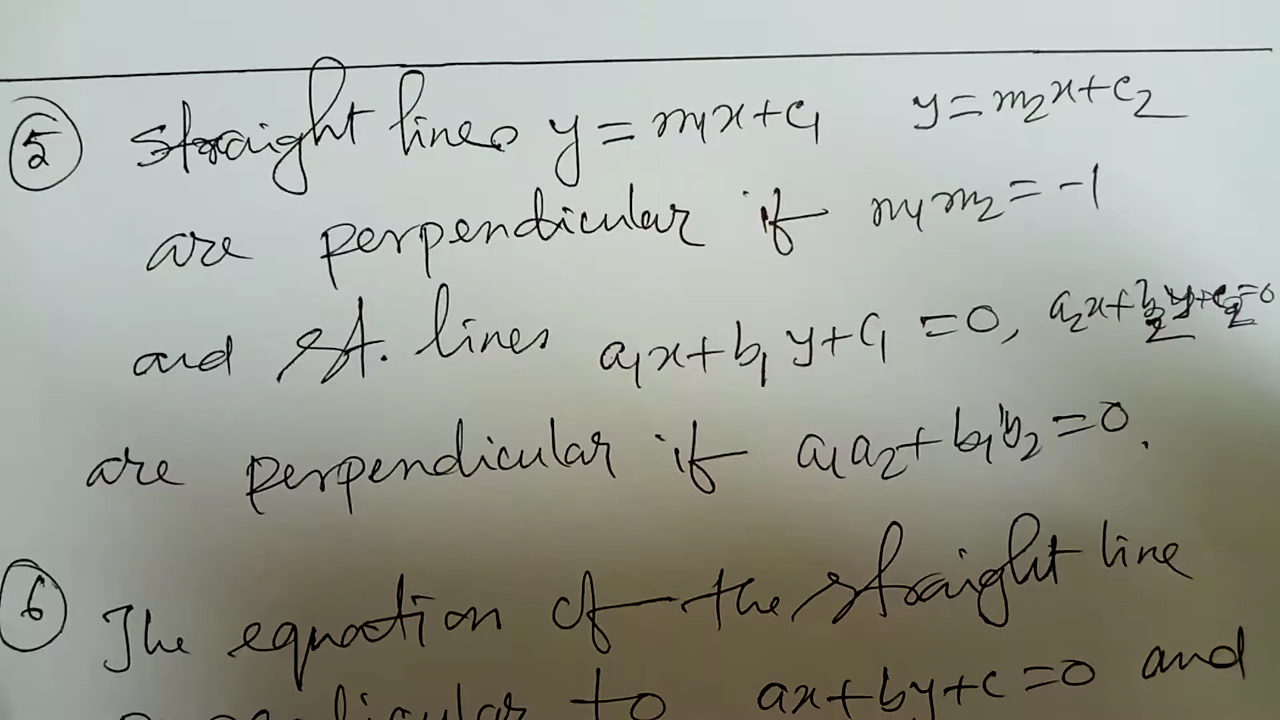 ⑤ Straight lines y = m₁x + c₁ y = m₂x + c₂
are perpendicular if m₁m₂ = -1
and st. lines a₁x + b₁y + c₁ = 0, a₂x + b₂y + c₂ = 0
are perpendicular if a₁a₂ + b₁b₂ = 0.
⑥ The equation of the straight line
perpendicular to ax + by + c = 0 and